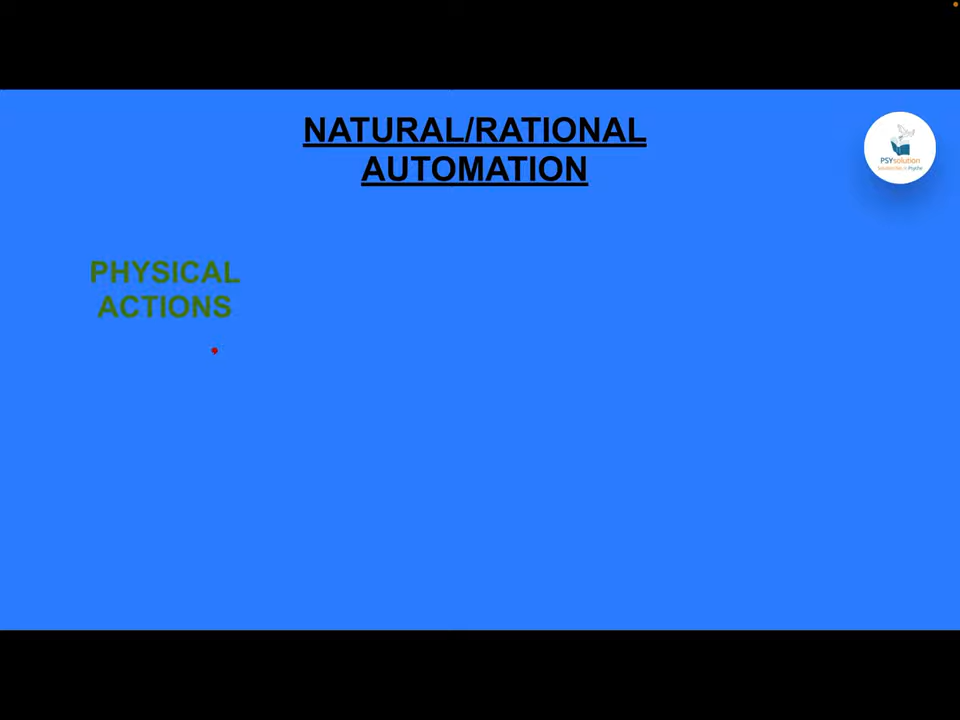 NATURAL/RATIONAL
AUTOMATION
PSYsolution
PHYSICAL
ACTIONS